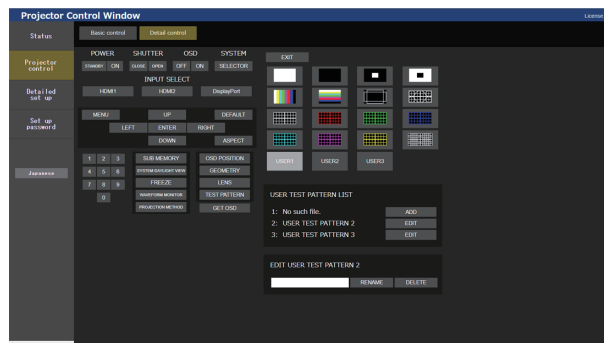 Projector Control Window
License
Status
Projector
control
Detailed
set up
Set up
password
Japanese
Basic control
Detail control
POWER
SHUTTER
OSD
SYSTEM
STANDBY
ON
CLOSE
OPEN
OFF
ON
SELECTOR
INPUT SELECT
HDMI1
HDMI2
DisplayPort
MENU
UP
DEFAULT
LEFT
ENTER
RIGHT
DOWN
ASPECT
1 2 3
4 5 6
7 8 9
0
SUB MEMORY
SYSTEM DAYLIGHT VIEW
FREEZE
WAVEFORM MONITOR
PROJECTION METHOD
OSD POSITION
GEOMETRY
LENS
TEST PATTERN
GET OSD
EXIT
USER1
USER2
USER3
USER TEST PATTERN LIST
1: No such file.
ADD
2: USER TEST PATTERN 2
EDIT
3: USER TEST PATTERN 3
EDIT
EDIT USER TEST PATTERN 2
RENAME
DELETE